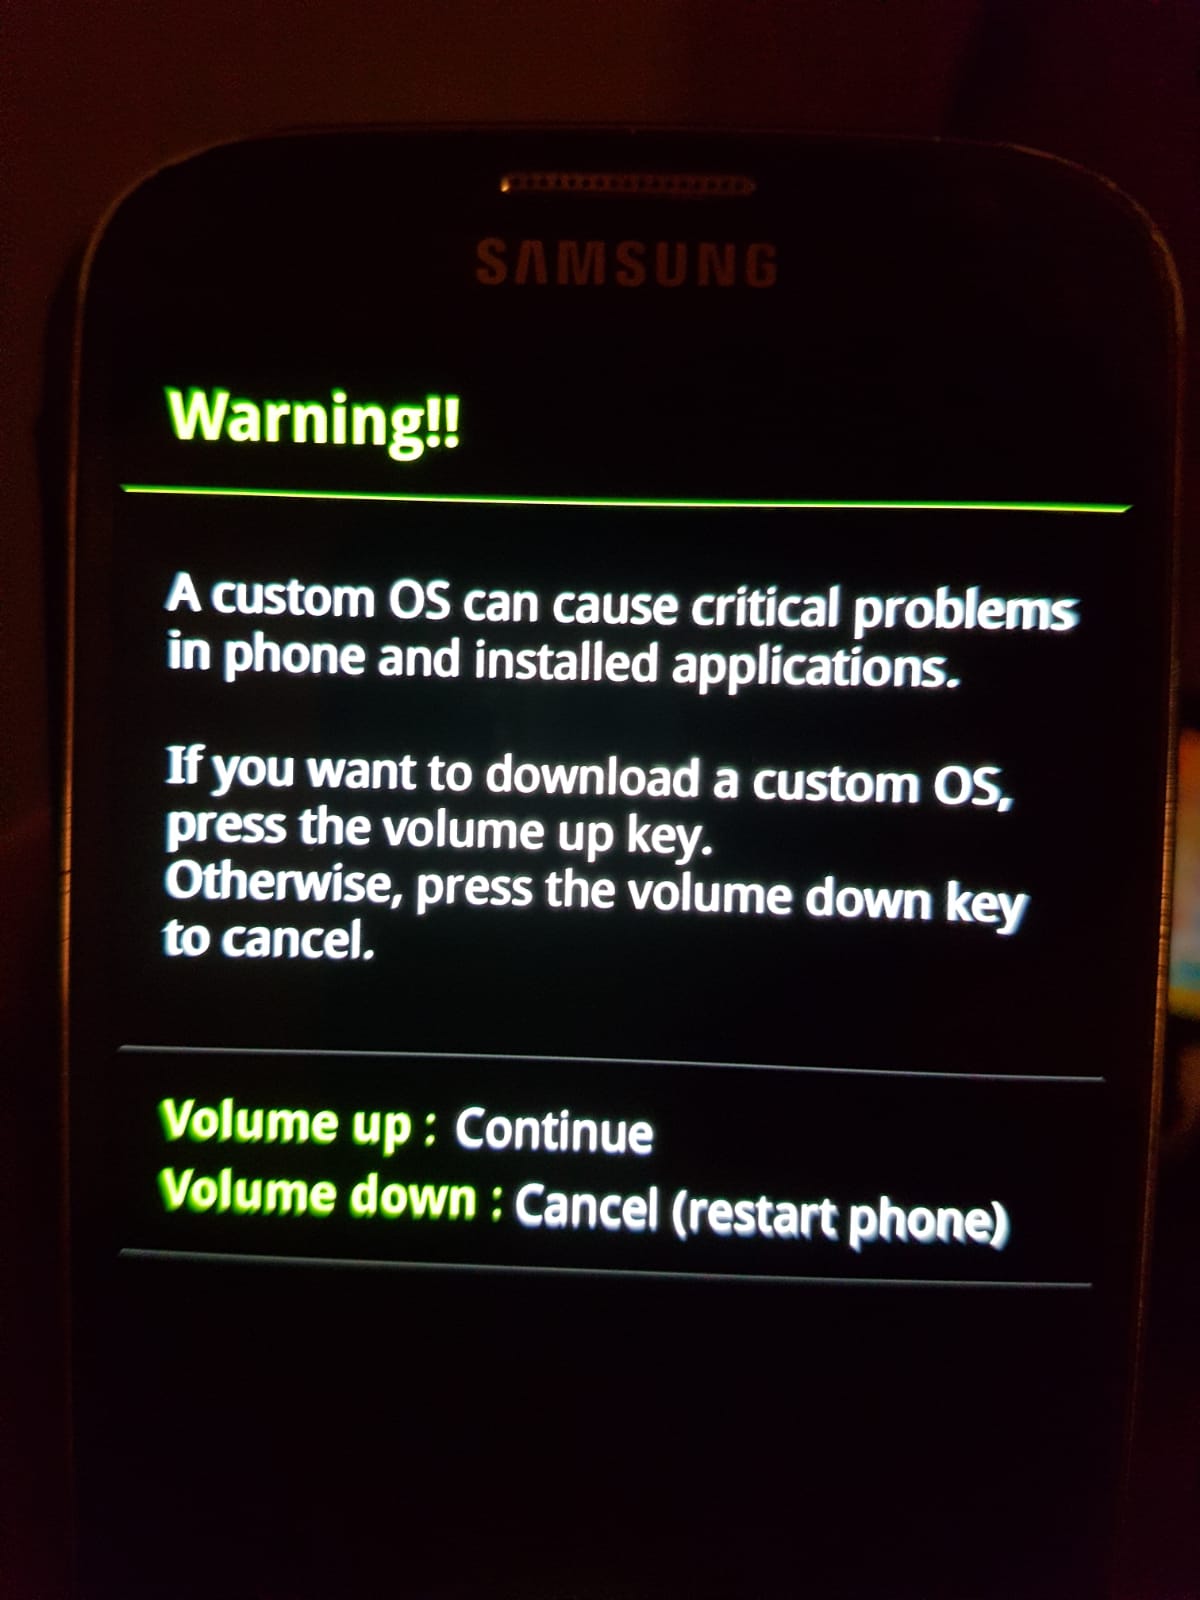 SAMSUNG
Warning!!
A custom OS can cause critical problems
in phone and installed applications.
If you want to download a custom OS,
press the volume up key.
Otherwise, press the volume down key
to cancel.
Volume up : Continue
Volume down : Cancel (restart phone)